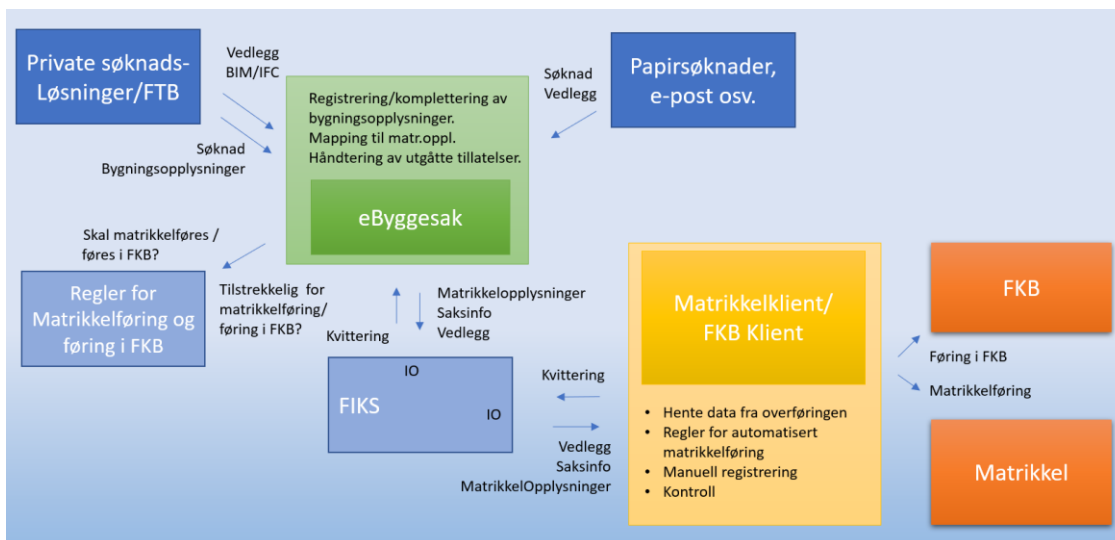 Private søknads-
Løsninger/FTB
Vedlegg
BIM/IFC
Søknad
Bygningsopplysninger
Registrering/komplettering av
bygningsopplysninger.
Mapping til matr.oppl.
Håndtering av utgåtte tillatelser.
eByggesak
Søknad
Vedlegg
Papirsøknader,
e-post osv.
Skal matrikkelføres /
føres i FKB?
Regler for
Matrikkelføring og
føring i FKB
Tilstrekkelig for
matrikkelføring/
føring i FKB?
Kvittering
Matrikkelopplysninger
Saksinfo
Vedlegg
IO
FIKS
IO
Kvittering
Vedlegg
Saksinfo
MatrikkelOpplysninger
Matrikkelklient/
FKB Klient
• Hente data fra overføringen
• Regler for automatisert
matrikkelføring
• Manuell registrering
• Kontroll
FKB
Føring i FKB
Matrikkelføring
Matrikkel